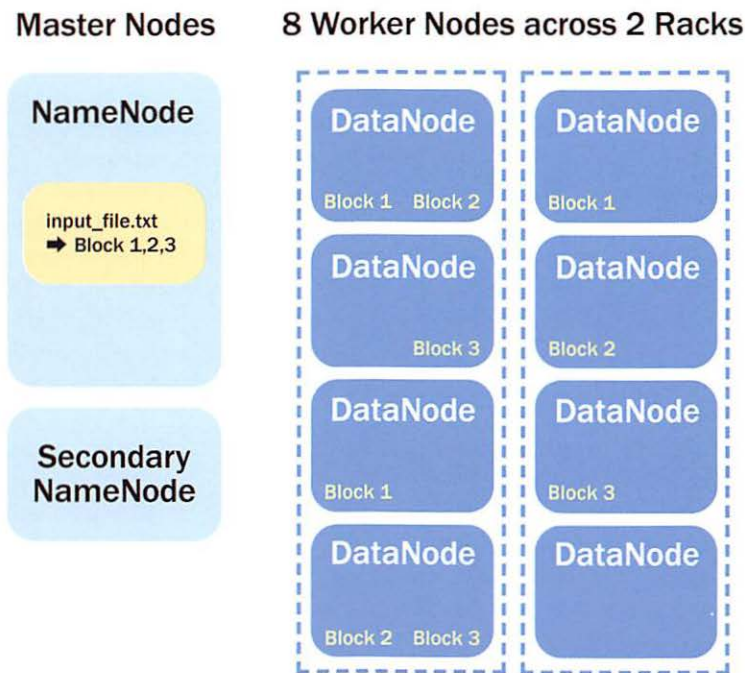 Master Nodes
8 Worker Nodes across 2 Racks
NameNode
input_file.txt
➡ Block 1,2,3
Secondary
NameNode
DataNode
Block 1 Block 2
DataNode
Block 3
DataNode
Block 1
DataNode
Block 2 Block 3
DataNode
Block 1
DataNode
Block 2
DataNode
Block 3
DataNode